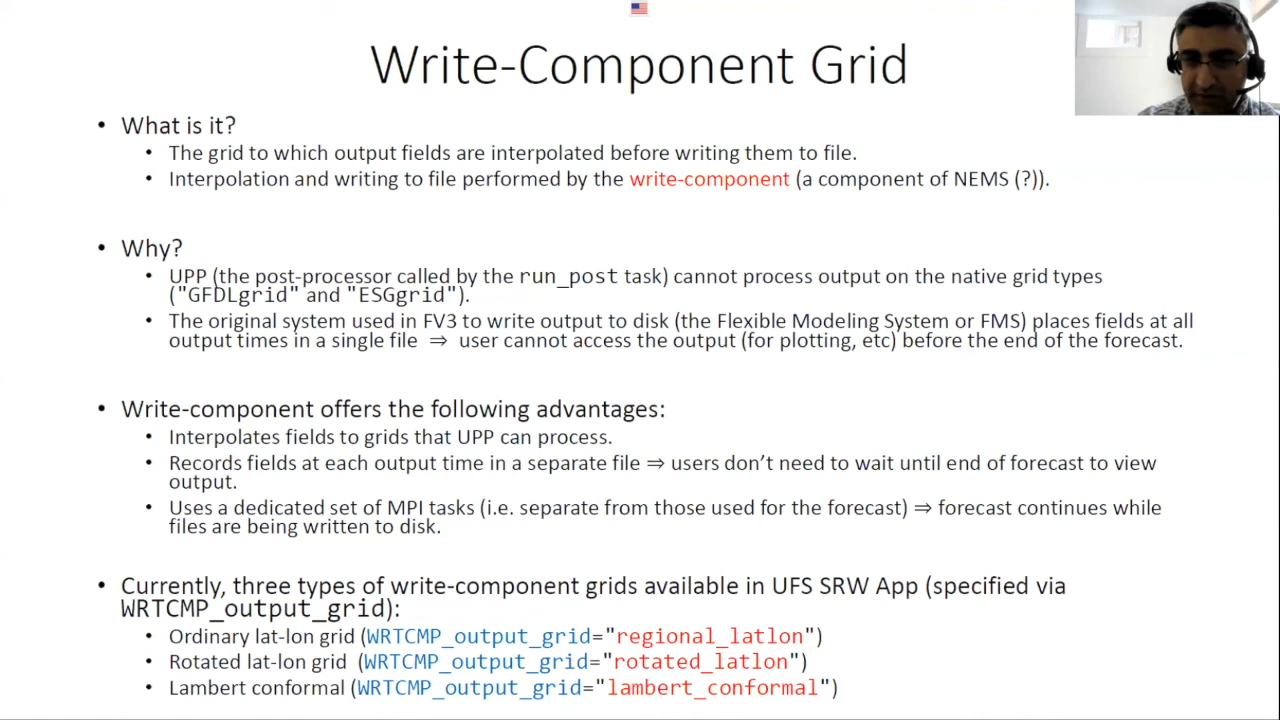 Write-Component Grid
• What is it?
• The grid to which output fields are interpolated before writing them to file.
• Interpolation and writing to file performed by the write-component (a component of NEMS (?)).
• Why?
• UPP (the post-processor called by the run_post task) cannot process output on the native grid types
("GFDLgrid" and "ESGgrid").
• The original system used in FV3 to write output to disk (the Flexible Modeling System or FMS) places fields at all
output times in a single file ⇒ user cannot access the output (for plotting, etc) before the end of the forecast.
• Write-component offers the following advantages:
• Interpolates fields to grids that UPP can process.
• Records fields at each output time in a separate file ⇒ users don’t need to wait until end of forecast to view
output.
• Uses a dedicated set of MPI tasks (i.e. separate from those used for the forecast) ⇒ forecast continues while
files are being written to disk.
• Currently, three types of write-component grids available in UFS SRW App (specified via
WRTCMP_output_grid):
• Ordinary lat-lon grid (WRTCMP_output_grid="regional_latlon")
• Rotated lat-lon grid (WRTCMP_output_grid="rotated_latlon")
• Lambert conformal (WRTCMP_output_grid="lambert_conformal")